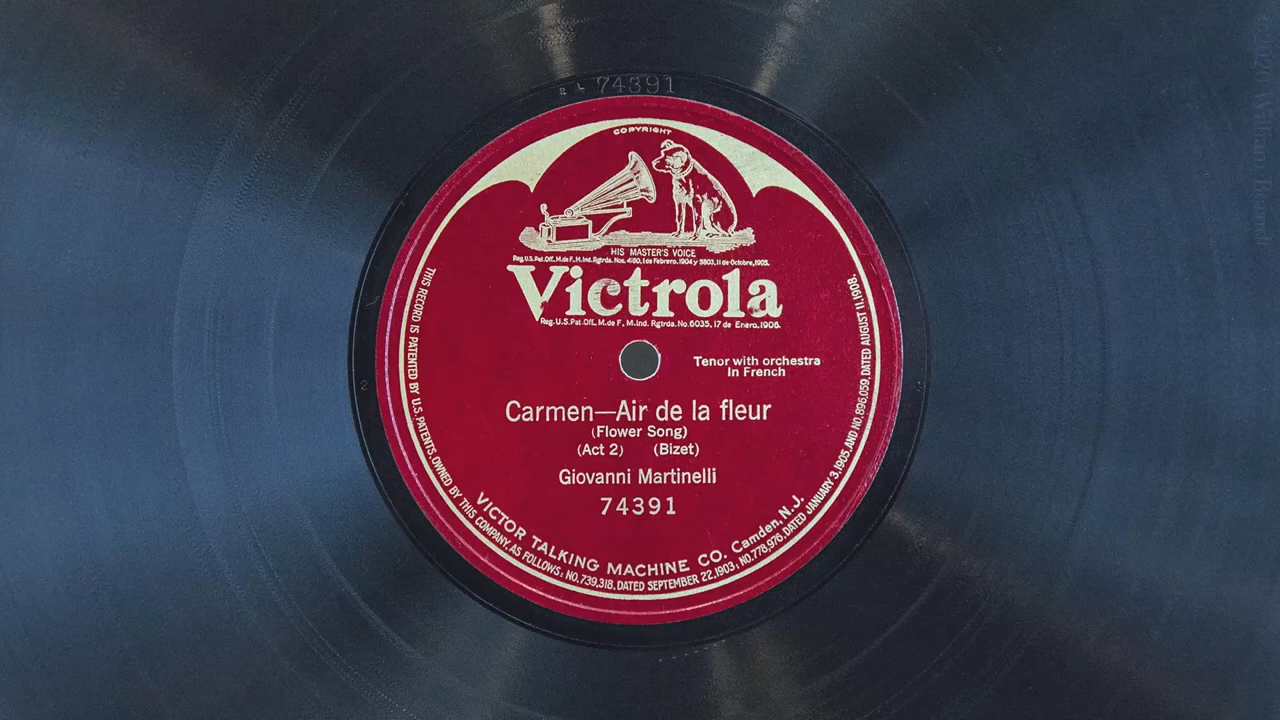 74391
COPYRIGHT
HIS MASTER'S VOICE
Reg.U.S.Pat.Off.,M.de F., M.Ind. Rgtrda. Nos. 4160, 1 de Febrero, 1904 y 5803, 11 de Octubre, 1905.
Victrola
Reg. U.S. Pat. Off., M. de F., M.Ind. Rgtrda. No. 6035, 17 de Enero, 1908.
Tenor with orchestra
In French
Carmen—Air de la fleur
(Flower Song)
(Act 2) (Bizet)
Giovanni Martinelli
74391
VICTOR TALKING MACHINE CO. Camden, N.J.
THIS RECORD IS PATENTED BY U.S. PATENTS, OWNED BY THIS COMPANY, AS FOLLOWS: NO. 739,318, DATED SEPTEMBER 22, 1903; NO. 778,976, DATED JANUARY 3, 1905, AND NO. 896,059, DATED AUGUST 11, 1908.